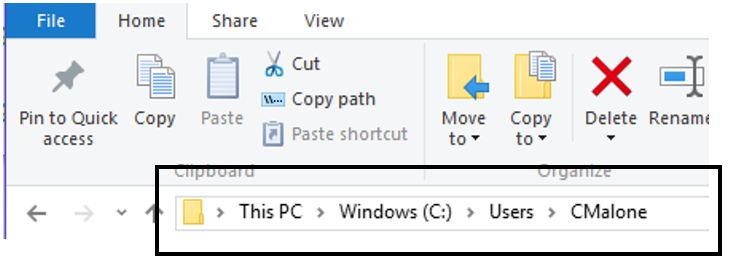 File Home Share View
Pin to Quick access
Copy
Paste
Cut
Copy path
Paste shortcut
Move to
Copy to
Delete
Rename
Clipboard
Organize
This PC > Windows (C:) > Users > CMalone